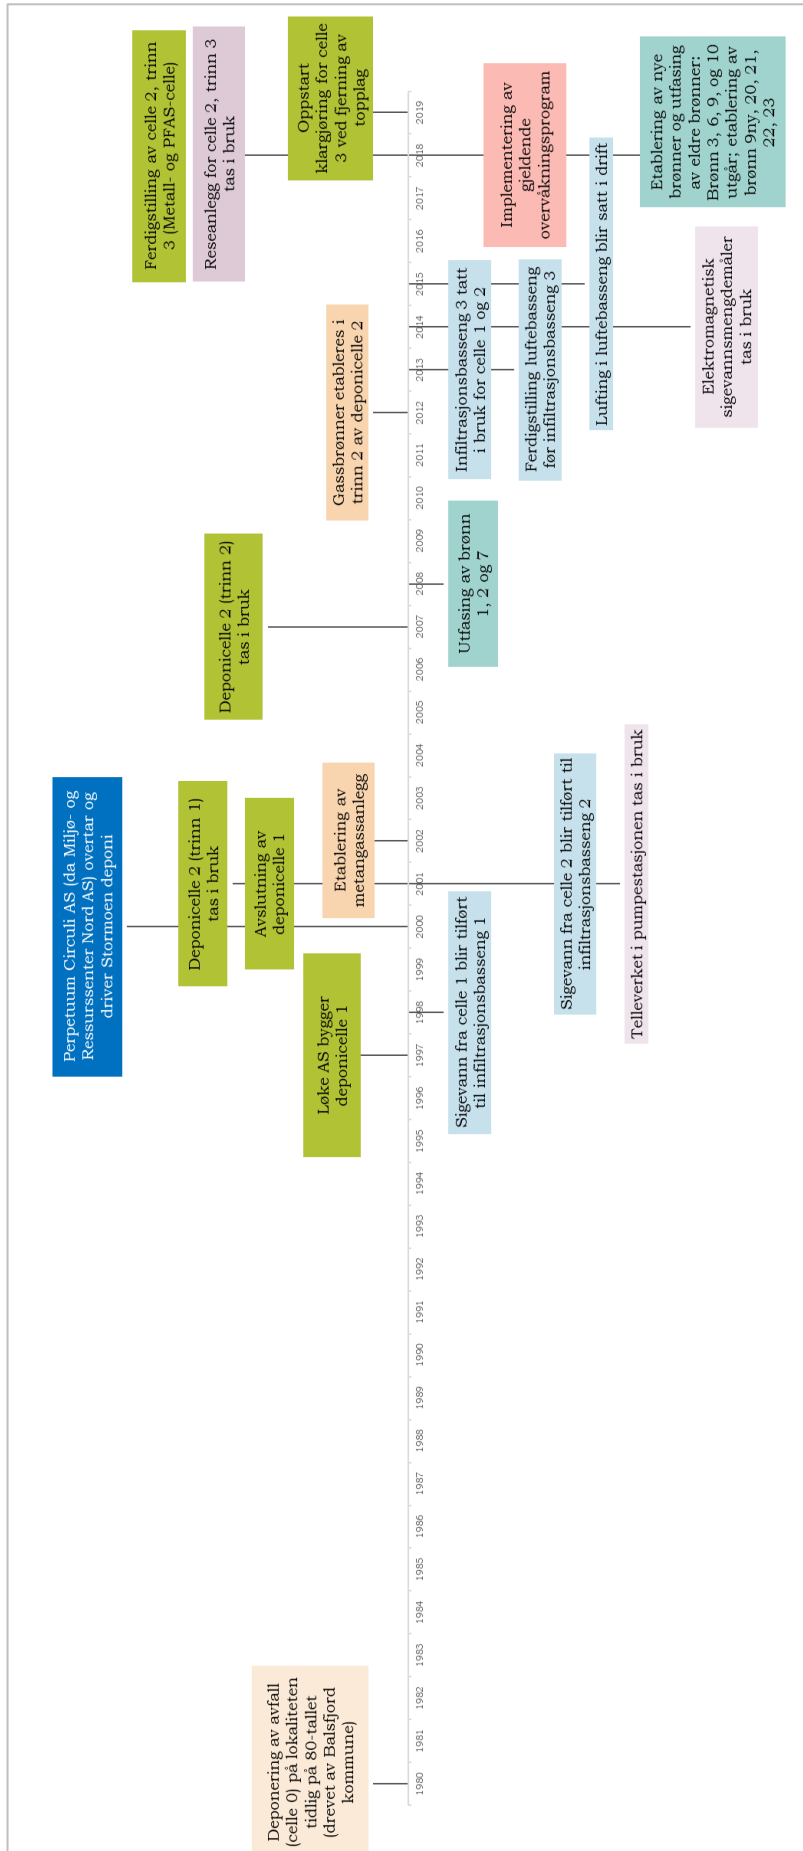 Perpetuum Circuli AS (da Miljø- og
Ressurssenter Nord AS) overtar og
driver Stormoen deponi
Ferdigstilling av celle 2, trinn
3 (Metall- og PFAS-celle)
Deponicelle 2 (trinn 1)
tas i bruk
Deponicelle 2 (trinn 2)
tas i bruk
Reseanlegg for celle 2, trinn 3
tas i bruk
Avslutning av
deponicelle 1
Deponering av avfall
(celle 0) på lokaliteten
tidlig på 80-tallet
(drevet av Balsfjord
kommune)
Løke AS bygger
deponicelle 1
Etablering av
metangassanlegg
Gassbrønner etableres i
trinn 2 av deponicelle 2
Oppstart
klargjøring for celle
3 ved fjerning av
topplag
1980
1981
1982
1983
1984
1985
1986
1987
1988
1989
1990
1991
1992
1993
1994
1995
1996
1997
1998
1999
2000
2001
2002
2003
2004
2005
2006
2007
2008
2009
2010
2011
2012
2013
2014
2015
2016
2017
2018
2019
Sigevann fra celle 1 blir tilført
til infiltrasjonsbasseng 1
Utfasing av brønn
1, 2 og 7
Infiltrasjonsbasseng 3 tatt
i bruk for celle 1 og 2
Implementering av
gjeldende
overvåkningsprogram
Ferdigstilling luftebasseng
før infiltrasjonsbasseng 3
Sigevann fra celle 2 blir tilført til
infiltrasjonsbasseng 2
Lufting i luftebasseng blir satt i drift
Telleverket i pumpestasjonen tas i bruk
Etablering av nye
brønner og utfasing
av eldre brønner:
Brønn 3, 6, 9, og 10
utgår; etablering av
brønn 9ny, 20, 21,
22, 23
Elektromagnetisk
sigevannsmengdemåler
tas i bruk